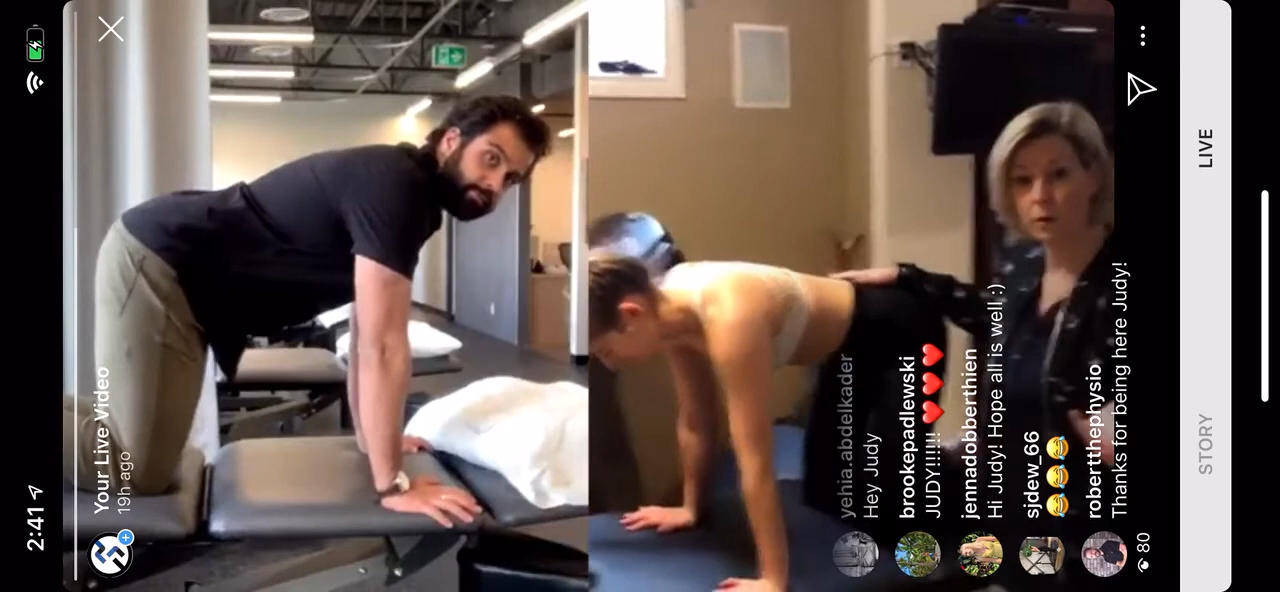 2:41
Your Live Video
19h ago
yehia.abdelkader
Hey Judy
brookepadlewski
JUDY!!!!!! ❤️❤️❤️❤️
jennadobberthien
Hi Judy! Hope all is well :)
sjdew_66
😂😂😂
robertthephysio
Thanks for being here Judy!
80
STORY
LIVE